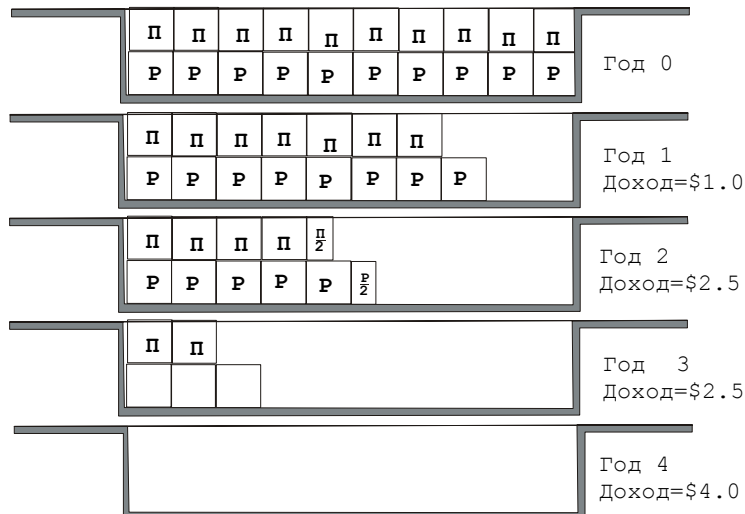 П П П П П П П П П П
Р Р Р Р Р Р Р Р Р Р
Год 0
П П П П П П П
Р Р Р Р Р Р Р Р
Год 1
Доход=$1.0
П П П П П/2
Р Р Р Р Р Р/2
Год 2
Доход=$2.5
П П
Год 3
Доход=$2.5
Год 4
Доход=$4.0